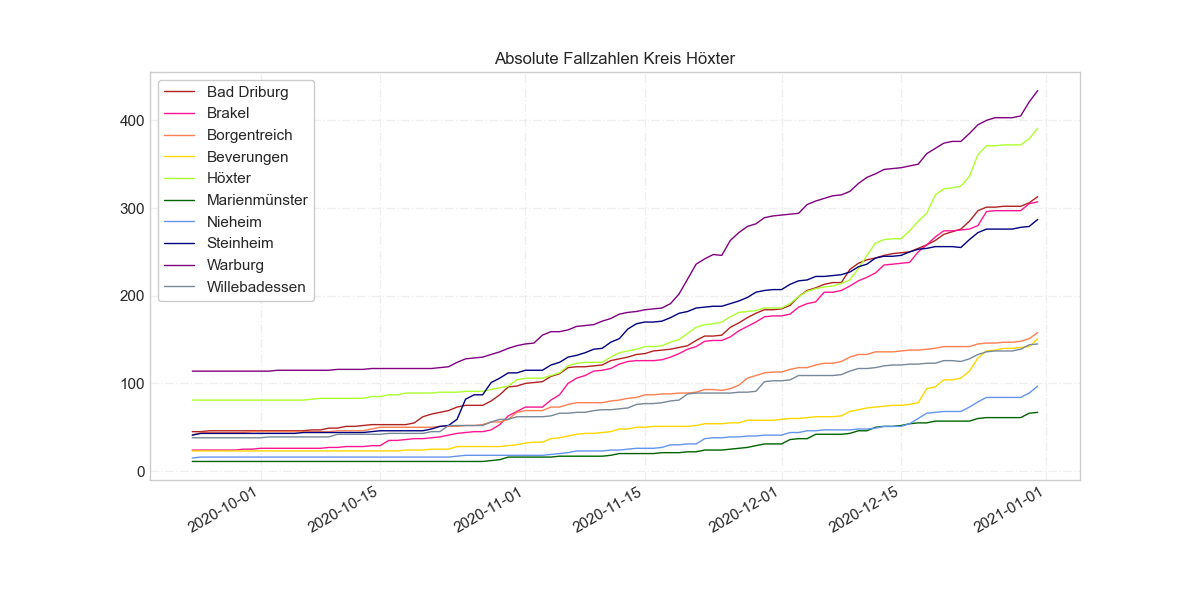 Absolute Fallzahlen Kreis Höxter
Bad Driburg
Brakel
Borgentreich
Beverungen
Höxter
Marienmünster
Nieheim
Steinheim
Warburg
Willebadessen
400
300
200
100
0
2020-10-01
2020-10-15
2020-11-01
2020-11-15
2020-12-01
2020-12-15
2021-01-01